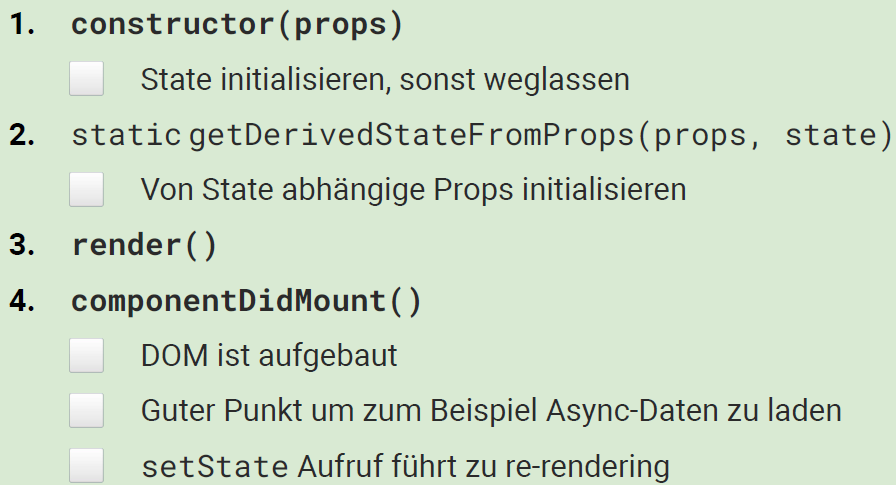 1. constructor(props)
State initialisieren, sonst weglassen
2. static getDerivedStateFromProps(props, state)
Von State abhängige Props initialisieren
3. render()
4. componentDidMount()
DOM ist aufgebaut
Guter Punkt um zum Beispiel Async-Daten zu laden
setState Aufruf führt zu re-rendering